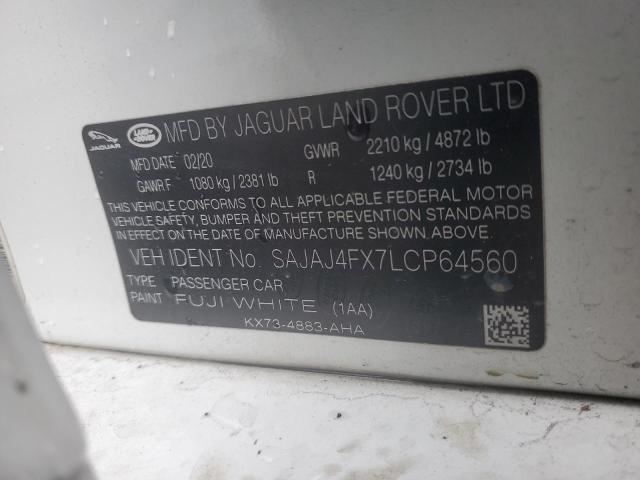 JAGUAR LAND ROVER MFD BY JAGUAR LAND ROVER LTD
MFD DATE 02/20 GVWR 2210 kg / 4872 lb
GAWR F 1080 kg / 2381 lb R 1240 kg / 2734 lb
THIS VEHICLE CONFORMS TO ALL APPLICABLE FEDERAL MOTOR
VEHICLE SAFETY, BUMPER AND THEFT PREVENTION STANDARDS
IN EFFECT ON THE DATE OF MANUFACTURE SHOWN ABOVE.
VEH IDENT No. SAJAJ4FX7LCP64560
TYPE PASSENGER CAR
PAINT FUJI WHITE (1AA)
KX73-4883-AHA